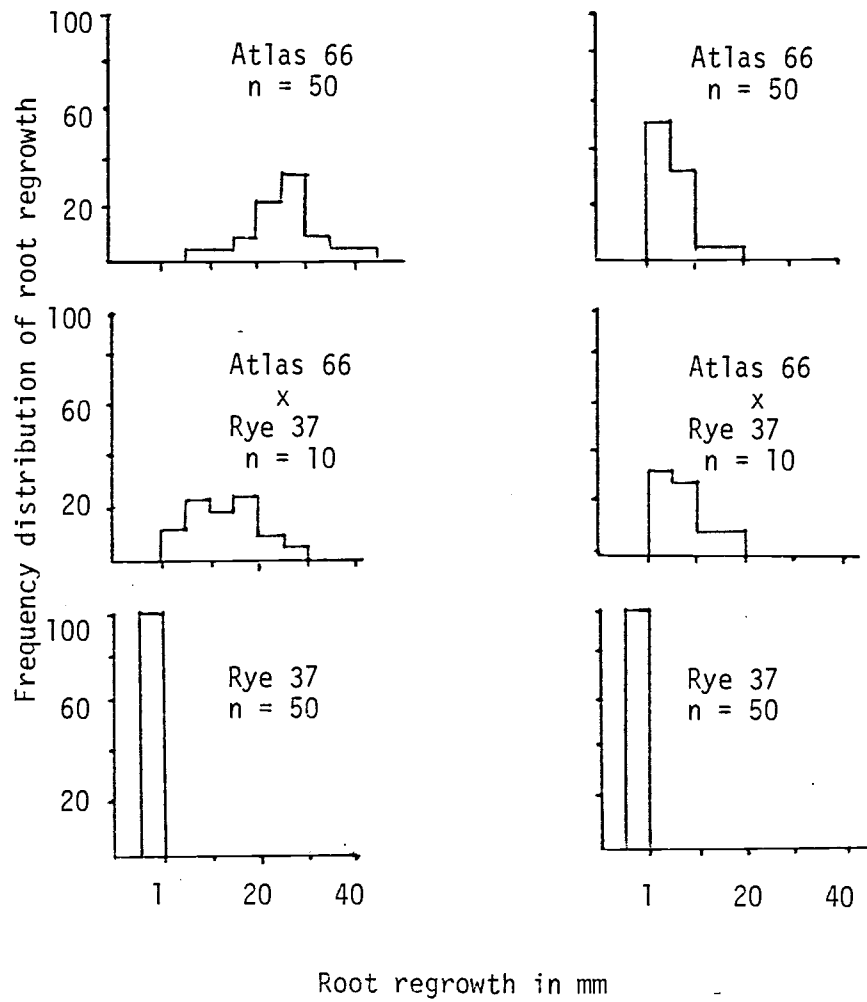 Frequency distribution of root regrowth
100
60
20
Atlas 66
n = 50
Atlas 66
n = 50
100
60
20
Atlas 66
x
Rye 37
n = 10
Atlas 66
x
Rye 37
n = 10
100
60
20
Rye 37
n = 50
Rye 37
n = 50
1 20 40
1 20 40
Root regrowth in mm